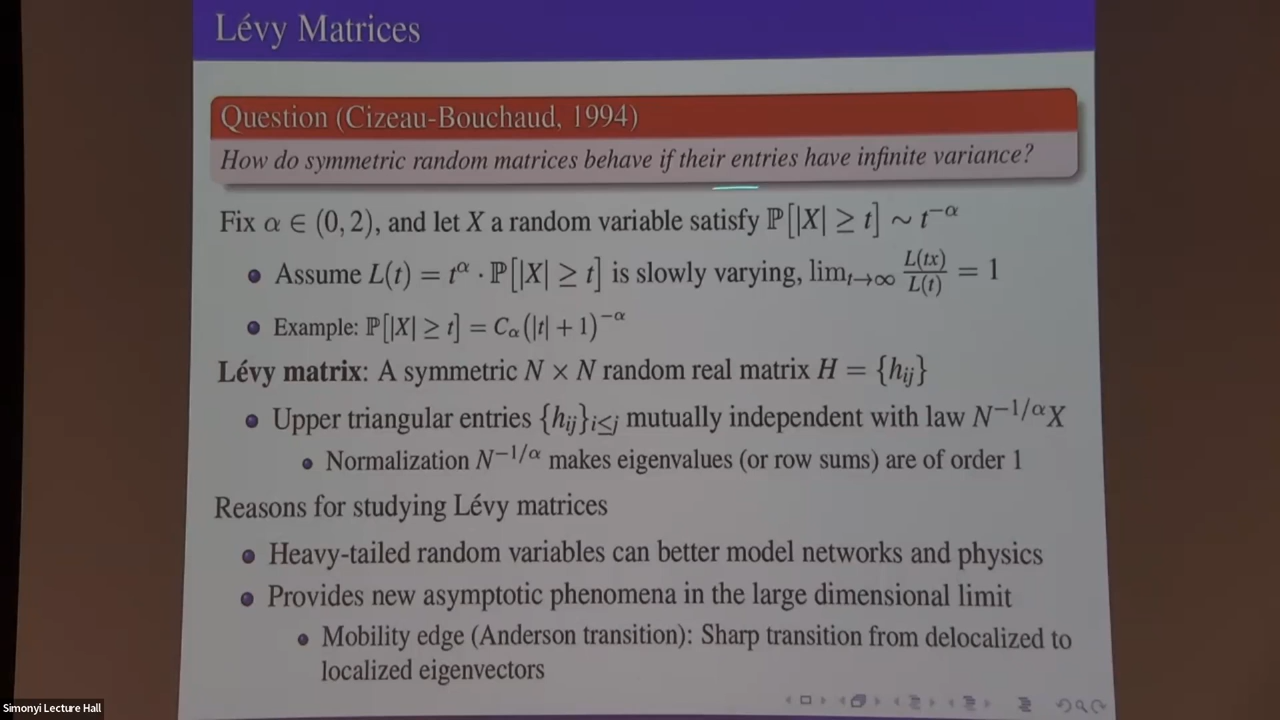 Lévy Matrices
Question (Cizeau-Bouchaud, 1994)
How do symmetric random matrices behave if their entries have infinite variance?
Fix α ∈ (0, 2), and let X a random variable satisfy ℙ[|X| ≥ t] ∼ t^{−α}
Assume L(t) = t^α · ℙ[|X| ≥ t] is slowly varying, lim_{t→∞} L(tx)/L(t) = 1
Example: ℙ[|X| ≥ t] = C_α(|t| + 1)^{−α}
Lévy matrix: A symmetric N × N random real matrix H = {h_{ij}}
Upper triangular entries {h_{ij}}_{i≤j} mutually independent with law N^{−1/α}X
Normalization N^{−1/α} makes eigenvalues (or row sums) are of order 1
Reasons for studying Lévy matrices
Heavy-tailed random variables can better model networks and physics
Provides new asymptotic phenomena in the large dimensional limit
Mobility edge (Anderson transition): Sharp transition from delocalized to
localized eigenvectors
Simonyi Lecture Hall